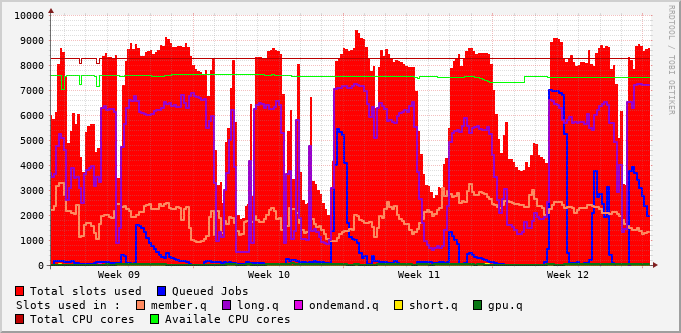 10000
9000
8000
7000
6000
5000
4000
3000
2000
1000
0
Week 09 Week 10 Week 11 Week 12
RRDTOOL / TOBI OETIKER
Total slots used Queued Jobs
Slots used in : member.q long.q ondemand.q short.q gpu.q
Total CPU cores Availale CPU cores